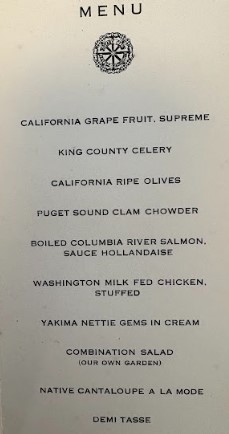 MENU
CALIFORNIA GRAPE FRUIT, SUPREME
KING COUNTY CELERY
CALIFORNIA RIPE OLIVES
PUGET SOUND CLAM CHOWDER
BOILED COLUMBIA RIVER SALMON,
SAUCE HOLLANDAISE
WASHINGTON MILK FED CHICKEN,
STUFFED
YAKIMA NETTIE GEMS IN CREAM
COMBINATION SALAD
(OUR OWN GARDEN)
NATIVE CANTALOUPE A LA MODE
DEMI TASSE